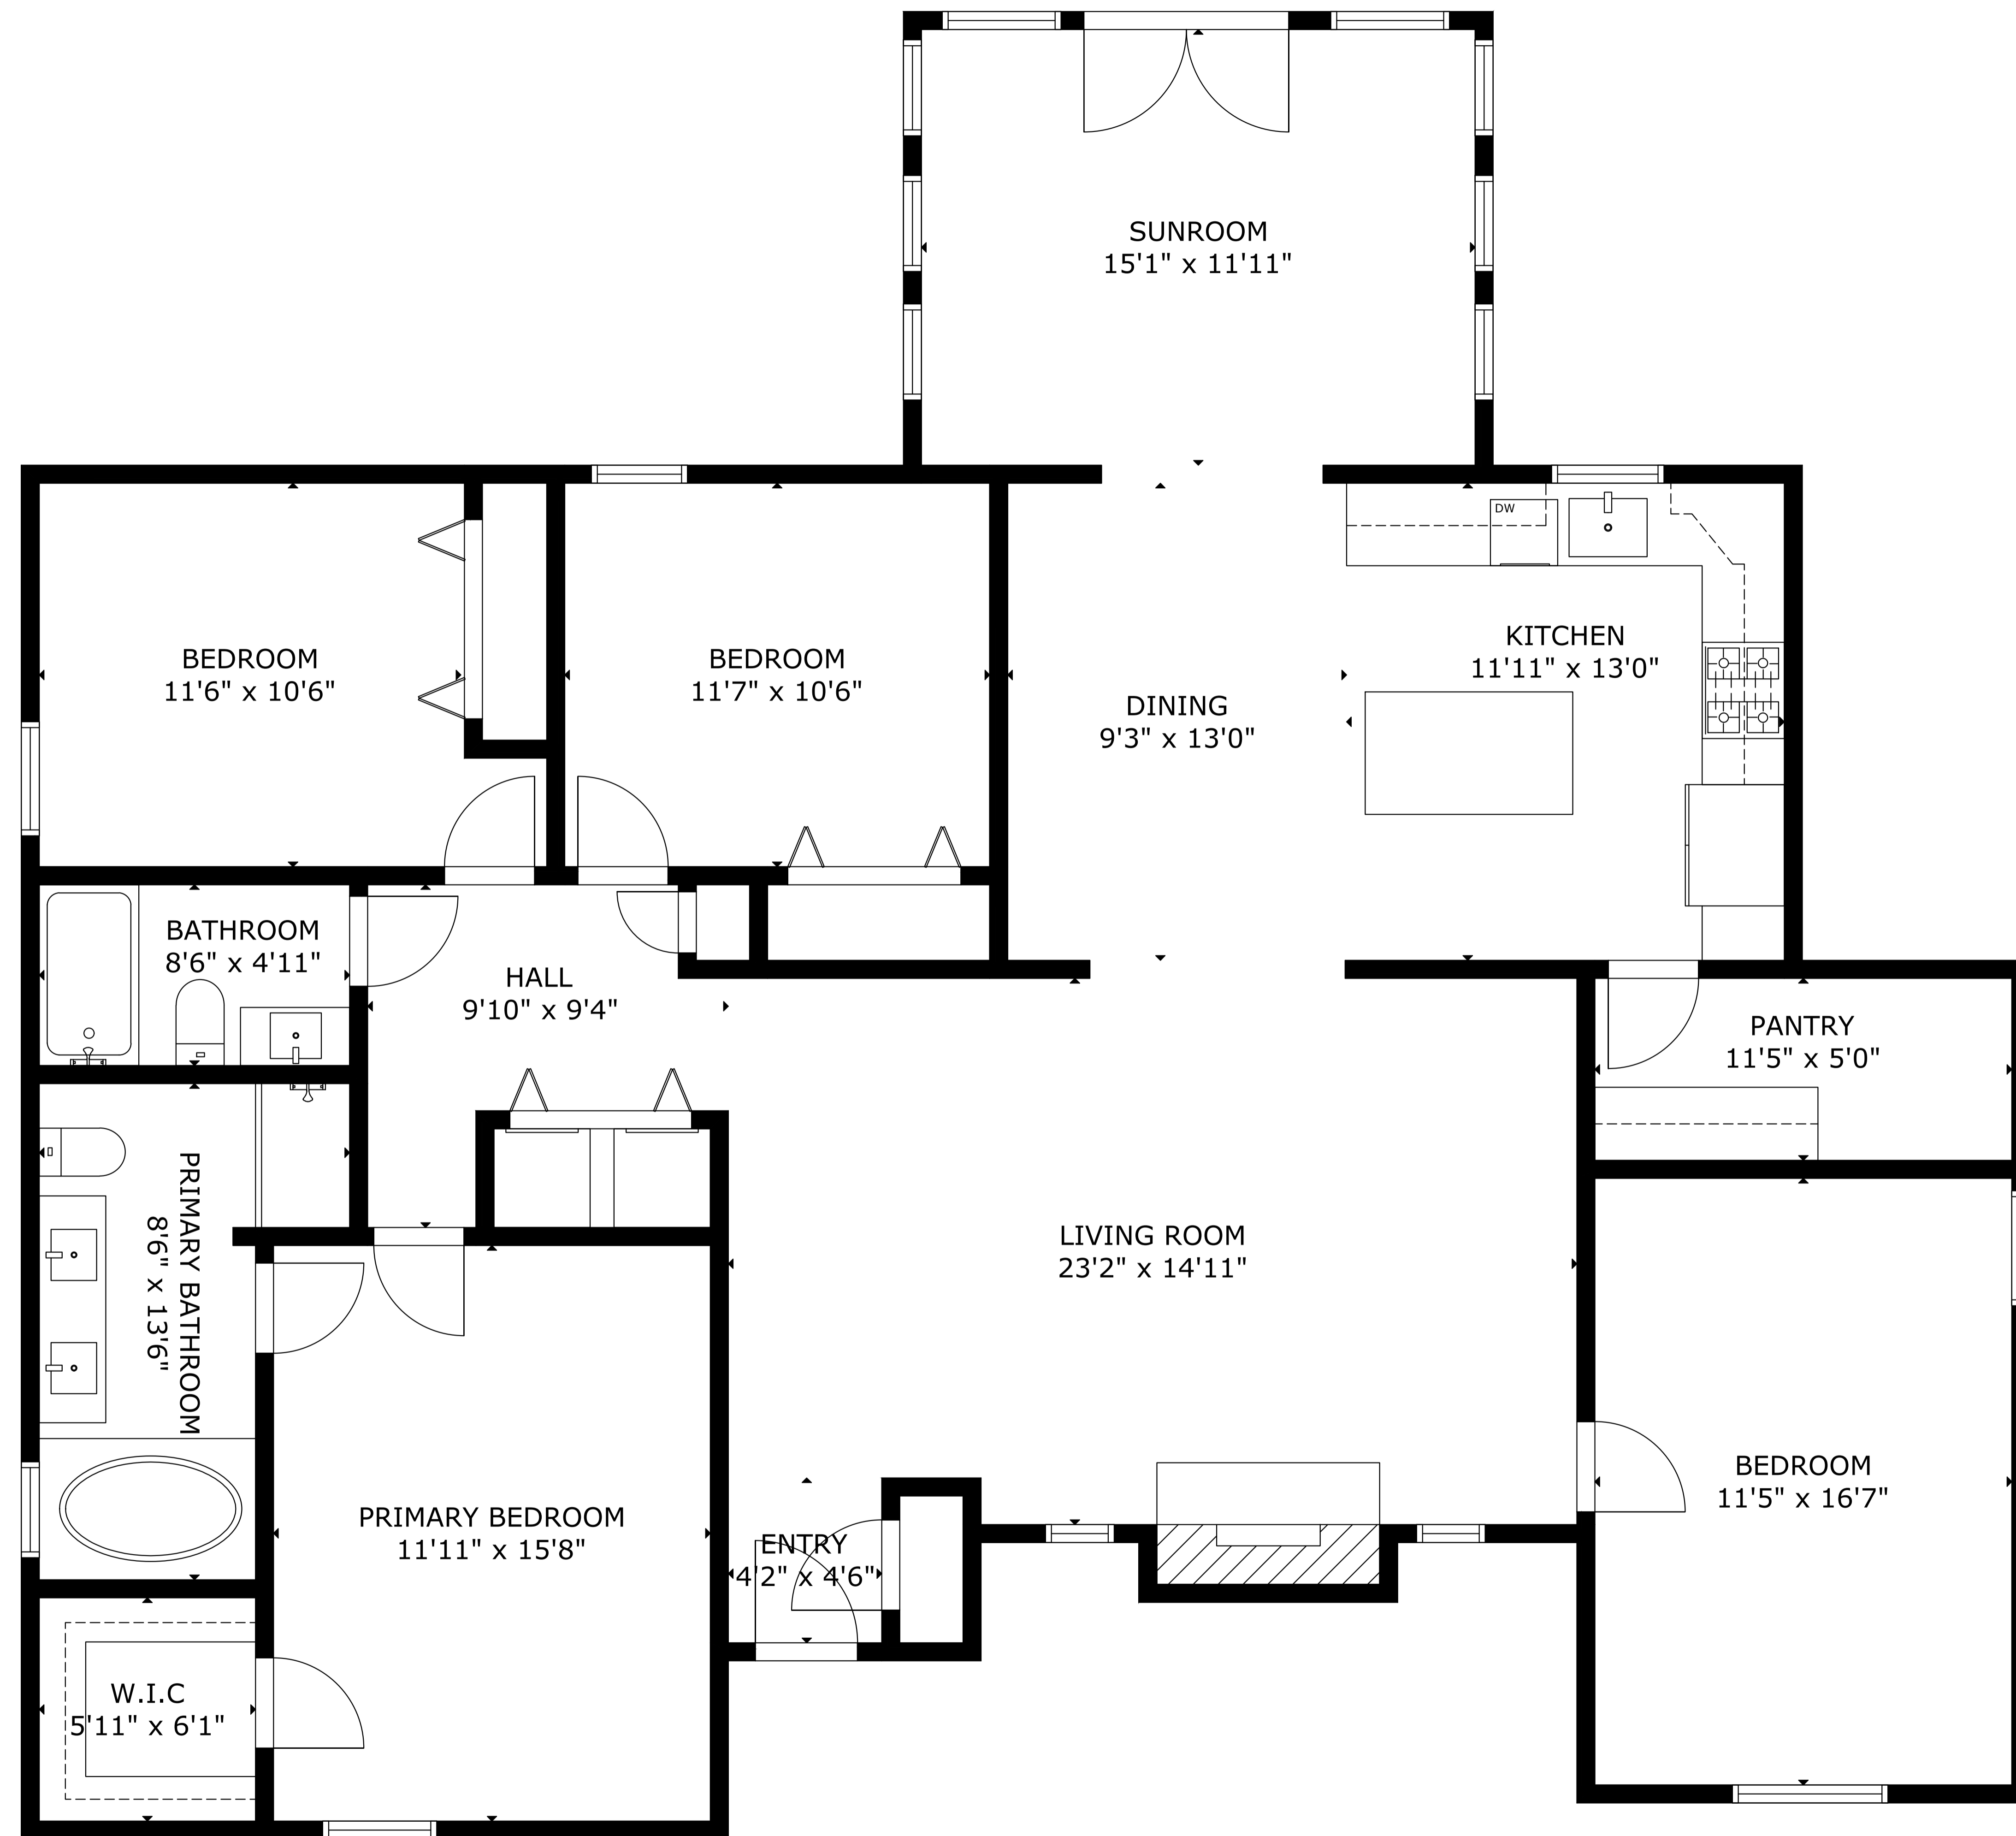 SUNROOM
15'1" x 11'11"
DW
KITCHEN
11'11" x 13'0"
BEDROOM
11'6" x 10'6"
BEDROOM
11'7" x 10'6"
DINING
9'3" x 13'0"
BATHROOM
8'6" x 4'11"
HALL
9'10" x 9'4"
PANTRY
11'5" x 5'0"
PRIMARY BATHROOM
8'6" x 13'6"
LIVING ROOM
23'2" x 14'11"
BEDROOM
11'5" x 16'7"
PRIMARY BEDROOM
11'11" x 15'8"
ENTRY
4'2" x 4'6"
W.I.C
5'11" x 6'1"